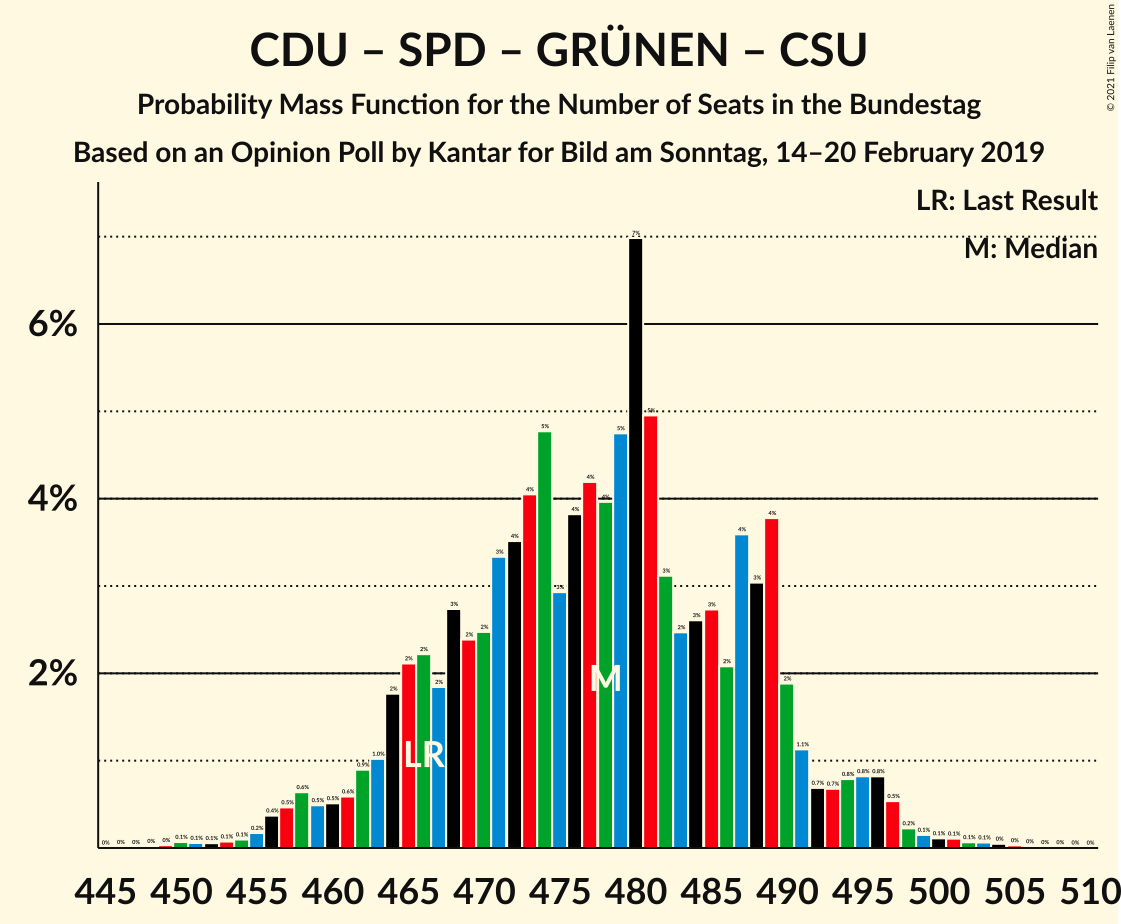 CDU – SPD – GRÜNEN – CSU
Probability Mass Function for the Number of Seats in the Bundestag
Based on an Opinion Poll by Kantar for Bild am Sonntag, 14–20 February 2019
© 2021 Filip van Laenen
LR: Last Result
M: Median
6%
4%
2%
0% 0% 0% 0% 0% 0.1% 0.1% 0.1% 0.1% 0.1% 0.2% 0.4% 0.5% 0.6% 0.5% 0.5% 0.6% 0.9% 1.0% 2% 2% 2% 2% 3% 2% 2% 3% 4% 4% 5% 3% 4% 4% 4% 5% 7% 5% 3% 2% 3% 3% 2% 4% 3% 4% 2% 1.1% 0.7% 0.7% 0.8% 0.8% 0.8% 0.5% 0.2% 0.1% 0.1% 0.1% 0.1% 0.1% 0% 0% 0% 0% 0% 0% 0%
M
LR
445 450 455 460 465 470 475 480 485 490 495 500 505 510